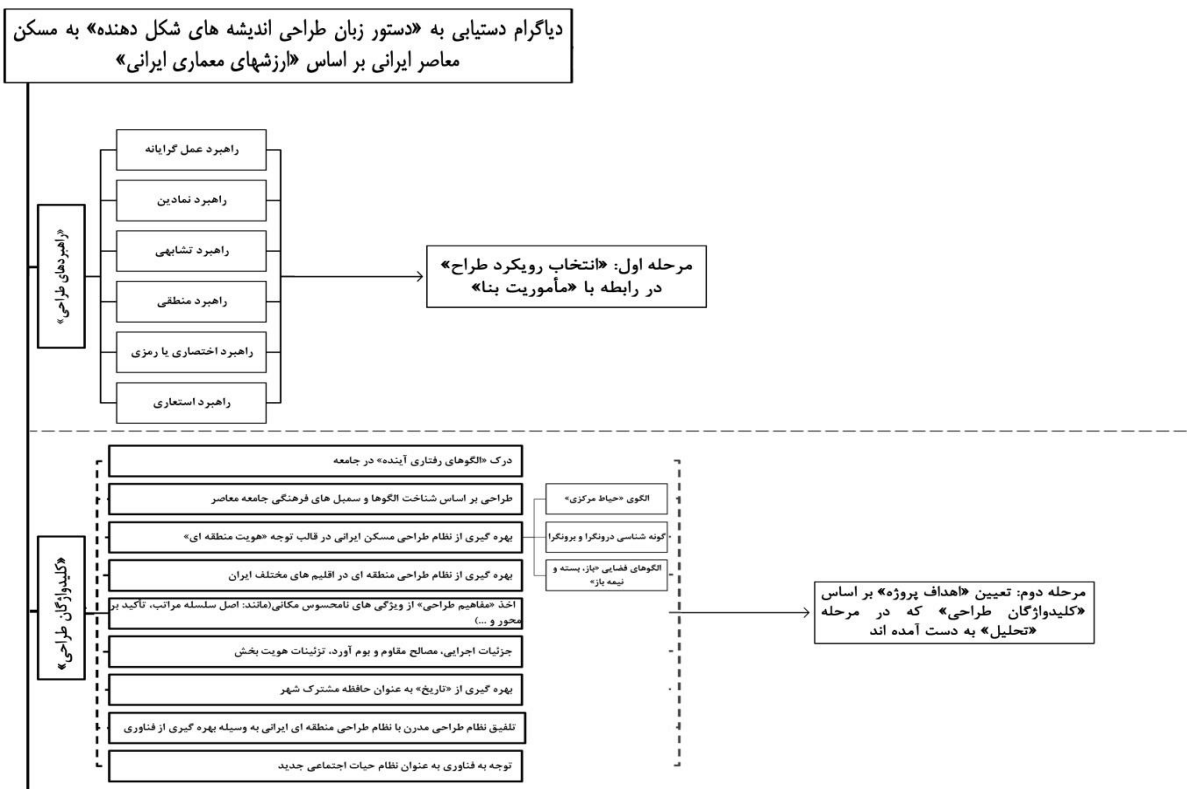 دیاگرام دستیابی به «دستور زبان طراحی اندیشه های شکل دهنده» به مسکن
معاصر ایرانی بر اساس «ارزشهای معماری ایرانی»
«راهبردهای طراحی»
راهبرد عمل گرایانه
راهبرد نمادین
راهبرد تشابهی
راهبرد منطقی
راهبرد اختصاری یا رمزی
راهبرد استعاری
مرحله اول: «انتخاب رویکرد طراح»
در رابطه با «مأموریت بنا»
«کلیدواژگان طراحی»
درک «الگوهای رفتاری آینده» در جامعه
طراحی بر اساس شناخت الگوها و سمبل های فرهنگی جامعه معاصر
بهره گیری از نظام طراحی مسکن ایرانی در قالب توجه «هویت منطقه ای»
بهره گیری از نظام طراحی منطقه ای در اقلیم های مختلف ایران
اخذ «مفاهیم طراحی» از ویژگی های نامحسوس مکانی(مانند: اصل سلسله مراتب، تأکید بر
محور و ...)
جزئیات اجرایی، مصالح مقاوم و بوم آورد، تزئینات هویت بخش
بهره گیری از «تاریخ» به عنوان حافظه مشترک شهر
تلفیق نظام طراحی مدرن با نظام طراحی منطقه ای ایرانی به وسیله بهره گیری از فناوری
توجه به فناوری به عنوان نظام حیات اجتماعی جدید
الگوی «حیاط مرکزی»
گونه شناسی درونگرا و برونگرا
الگوهای فضایی «باز، بسته و
نیمه باز»
مرحله دوم: تعیین «اهداف پروژه» بر اساس
«کلیدواژگان طراحی» که در مرحله
«تحلیل» به دست آمده اند